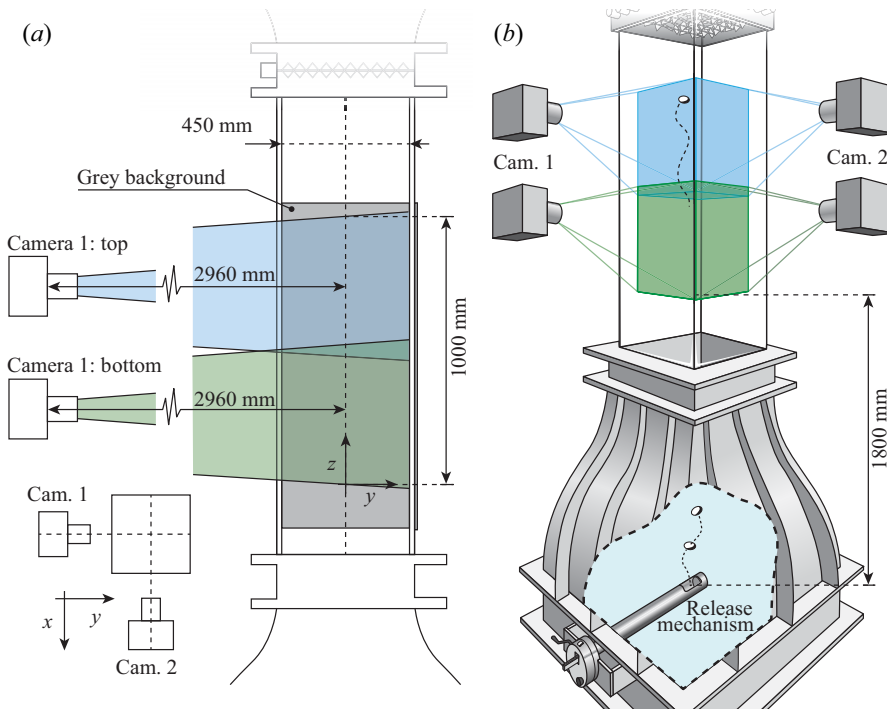 (a)
450 mm
Grey background
Camera 1: top
2960 mm
Camera 1: bottom
2960 mm
1000 mm
z
y
Cam. 1
x
y
Cam. 2
(b)
Cam. 1
Cam. 2
1800 mm
Release
mechanism